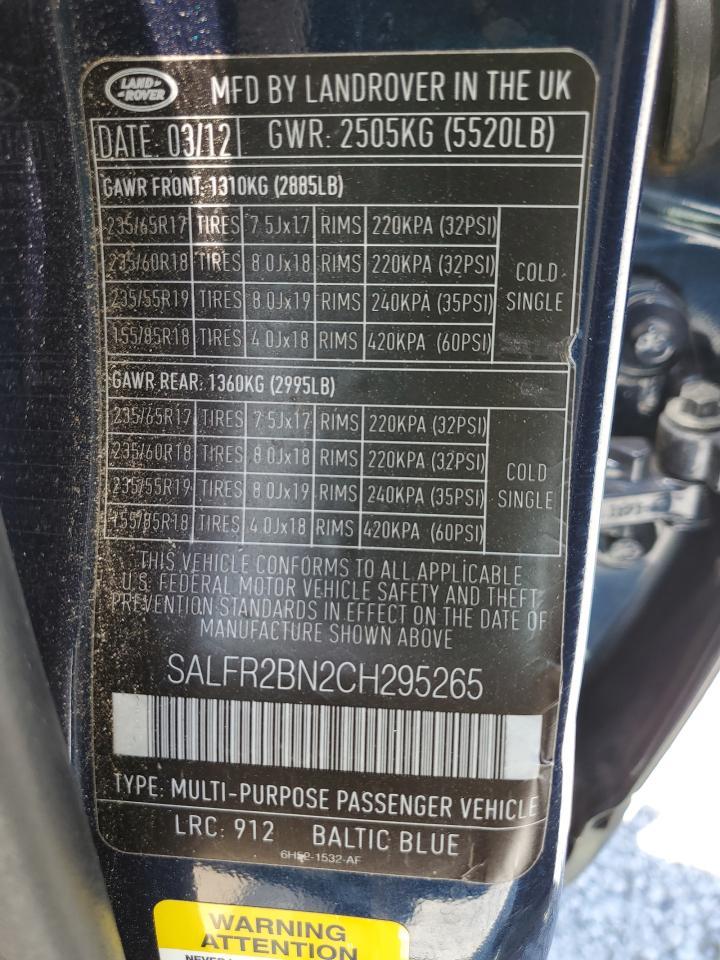 LAND ROVER
MFD BY LANDROVER IN THE UK
DATE: 03/12 GWR: 2505KG (5520LB)
GAWR FRONT: 1310KG (2885LB)
235/65R17 TIRES 7.5Jx17 RIMS 220KPA (32PSI)
235/60R18 TIRES 8.0Jx18 RIMS 220KPA (32PSI)
235/55R19 TIRES 8.0Jx19 RIMS 240KPA (35PSI)
155/85R18 TIRES 4.0Jx18 RIMS 420KPA (60PSI)
COLD
SINGLE
GAWR REAR: 1360KG (2995LB)
235/65R17 TIRES 7.5Jx17 RIMS 220KPA (32PSI)
235/60R18 TIRES 8.0Jx18 RIMS 220KPA (32PSI)
235/55R19 TIRES 8.0Jx19 RIMS 240KPA (35PSI)
155/85R18 TIRES 4.0Jx18 RIMS 420KPA (60PSI)
COLD
SINGLE
THIS VEHICLE CONFORMS TO ALL APPLICABLE
U.S. FEDERAL MOTOR VEHICLE SAFETY AND THEFT
PREVENTION STANDARDS IN EFFECT ON THE DATE OF
MANUFACTURE SHOWN ABOVE
SALFR2BN2CH295265
TYPE: MULTI-PURPOSE PASSENGER VEHICLE
LRC: 912 BALTIC BLUE
6H52-1532-AF
WARNING
ATTENTION